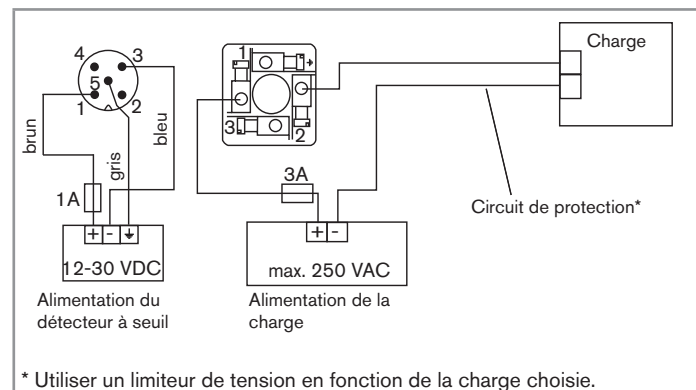 4
3
5
1
2
brun
gris
bleu
1A
+ - ⏚
12-30 VDC
Alimentation du
détecteur à seuil
1
2
3
3A
+ -
max. 250 VAC
Alimentation de la
charge
Charge
Circuit de protection*
* Utiliser un limiteur de tension en fonction de la charge choisie.